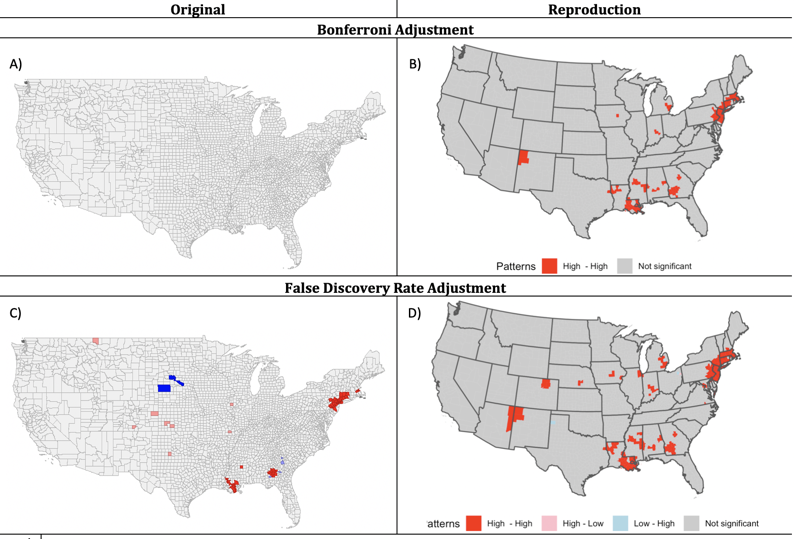 Original Reproduction
Bonferroni Adjustment
A) B)
Patterns High - High Not significant
False Discovery Rate Adjustment
C) D)
atterns High - High High - Low Low - High Not significant